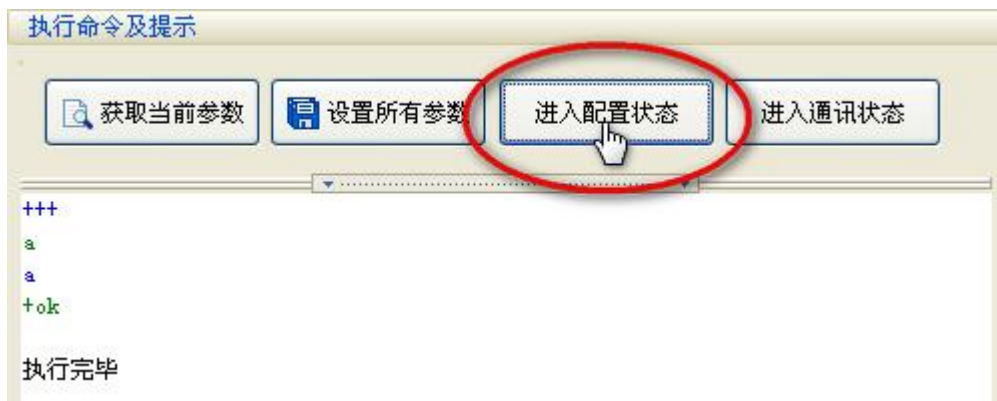 执行命令及提示
获取当前参数 设置所有参数 进入配置状态 进入通讯状态
+++
a
a
+ok
执行完毕